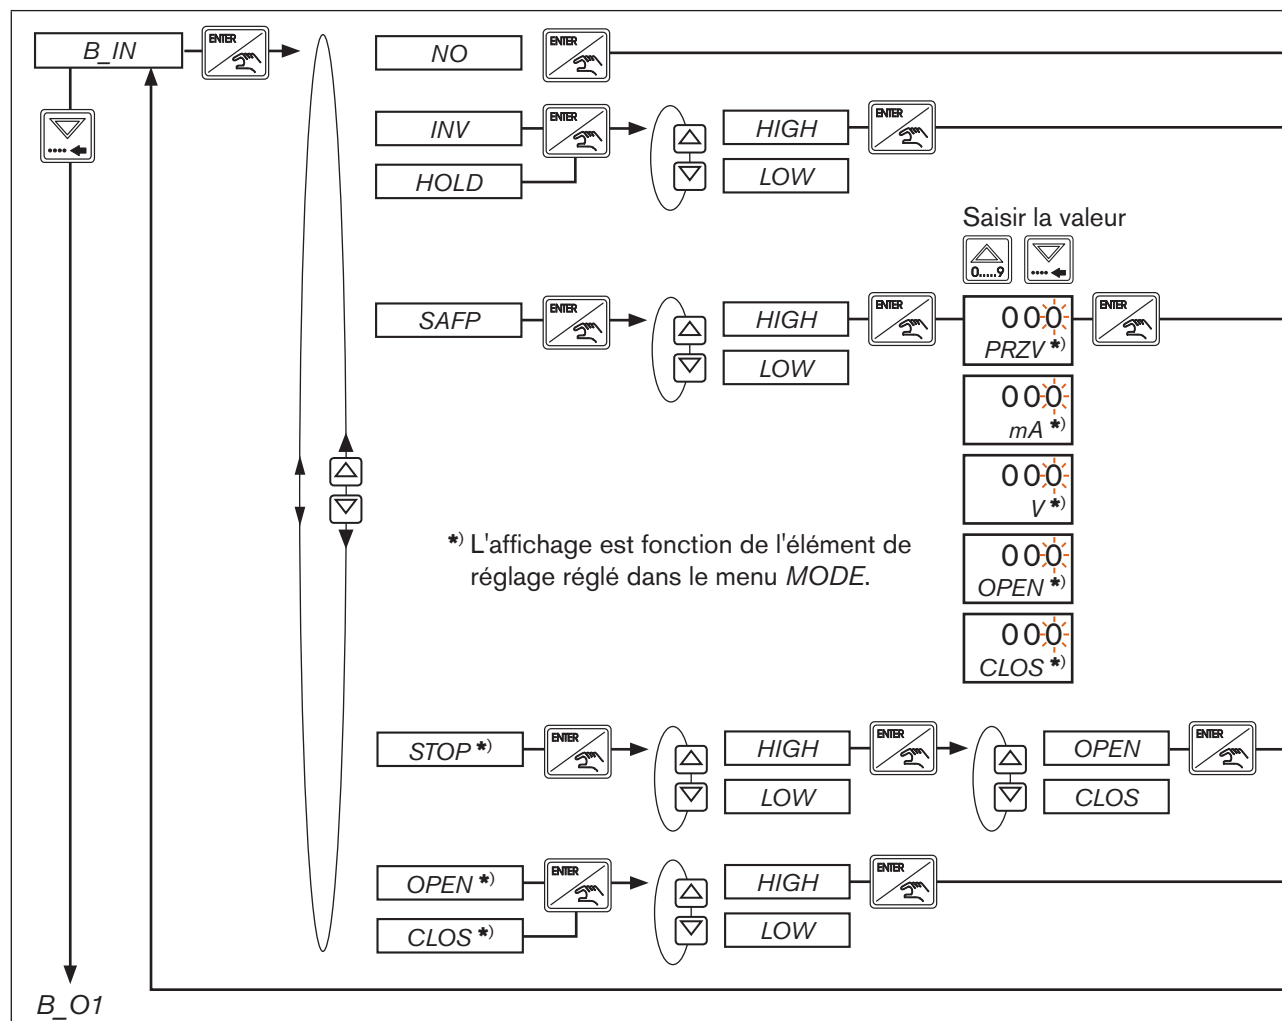 B_IN
ENTER
NO
ENTER
INV
ENTER
HIGH
ENTER
HOLD
LOW
Saisir la valeur
0.....9
SAFP
ENTER
HIGH
ENTER
000
PRZV *)
ENTER
LOW
000
mA *)
000
V *)
*) L'affichage est fonction de l'élément de
réglage réglé dans le menu MODE.
000
OPEN *)
000
CLOS *)
STOP *)
ENTER
HIGH
ENTER
OPEN
ENTER
LOW
CLOS
OPEN *)
ENTER
HIGH
ENTER
CLOS *)
LOW
B_O1